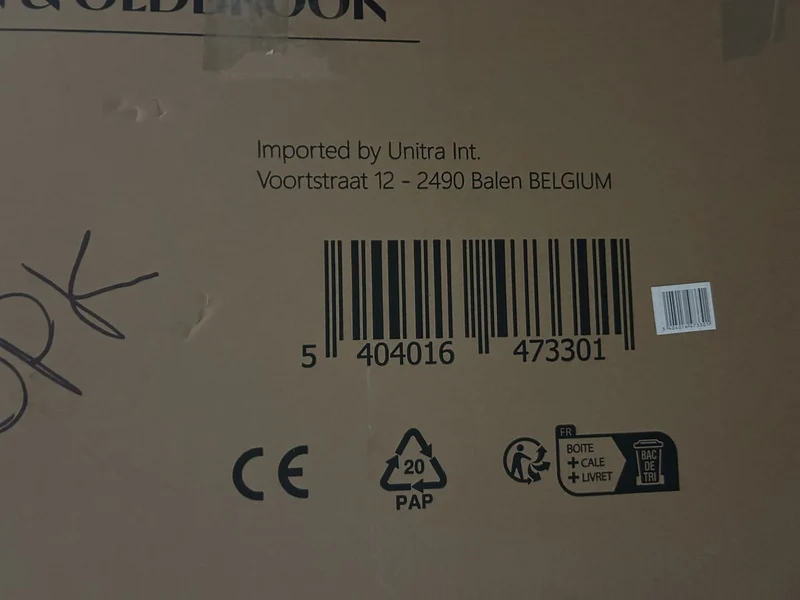 &
Imported by Unitra Int.
Voortstraat 12 - 2490 Balen BELGIUM
5 404016 473301
CE
20
PAP
FR
BOITE
+ CALE
+ LIVRET
BAC
DE
TRI